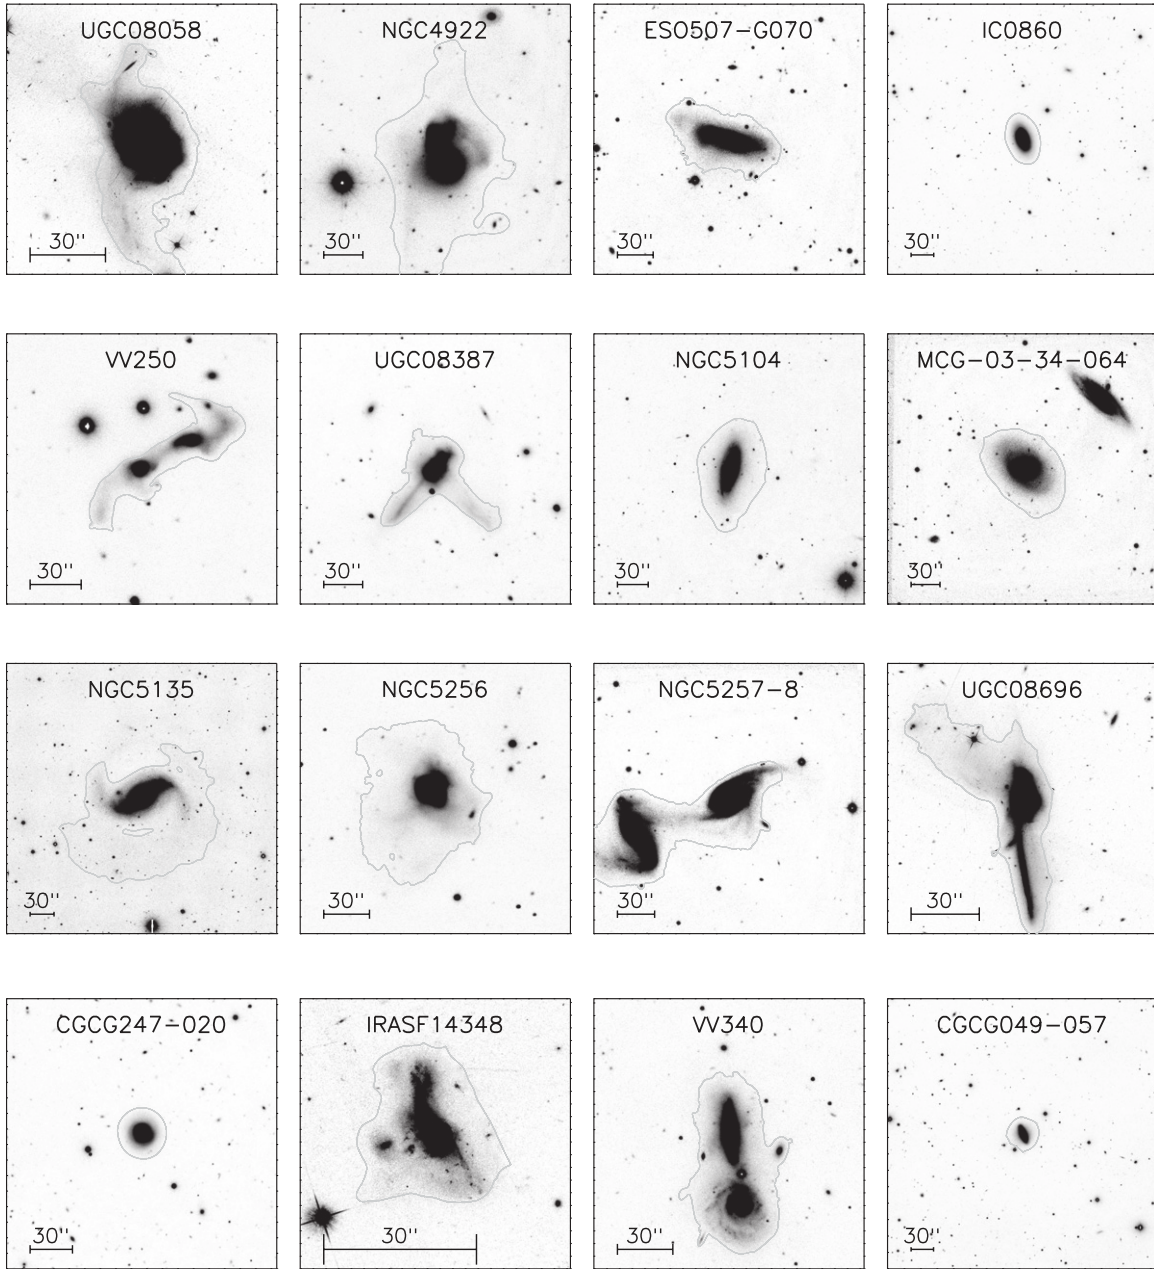 UGC08058 NGC4922 ESO507-G070 IC0860
30'' 30'' 30'' 30''
VV250 UGC08387 NGC5104 MCG-03-34-064
30'' 30'' 30'' 30''
NGC5135 NGC5256 NGC5257-8 UGC08696
30'' 30'' 30'' 30''
CGCG247-020 IRASF14348 VV340 CGCG049-057
30'' 30'' 30'' 30''